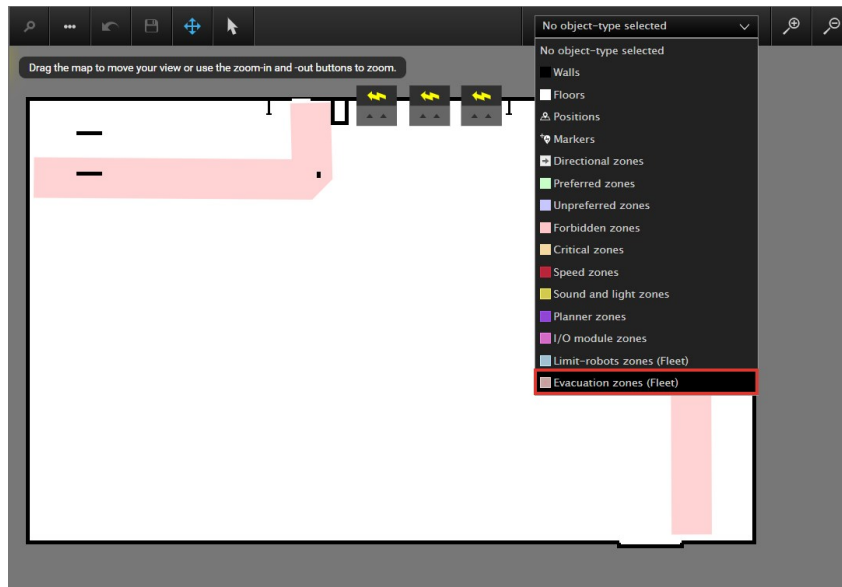 No object-type selected
Drag the map to move your view or use the zoom-in and -out buttons to zoom.
No object-type selected
Walls
Floors
Positions
Markers
Directional zones
Preferred zones
Unpreferred zones
Forbidden zones
Critical zones
Speed zones
Sound and light zones
Planner zones
I/O module zones
Limit-robots zones (Fleet)
Evacuation zones (Fleet)